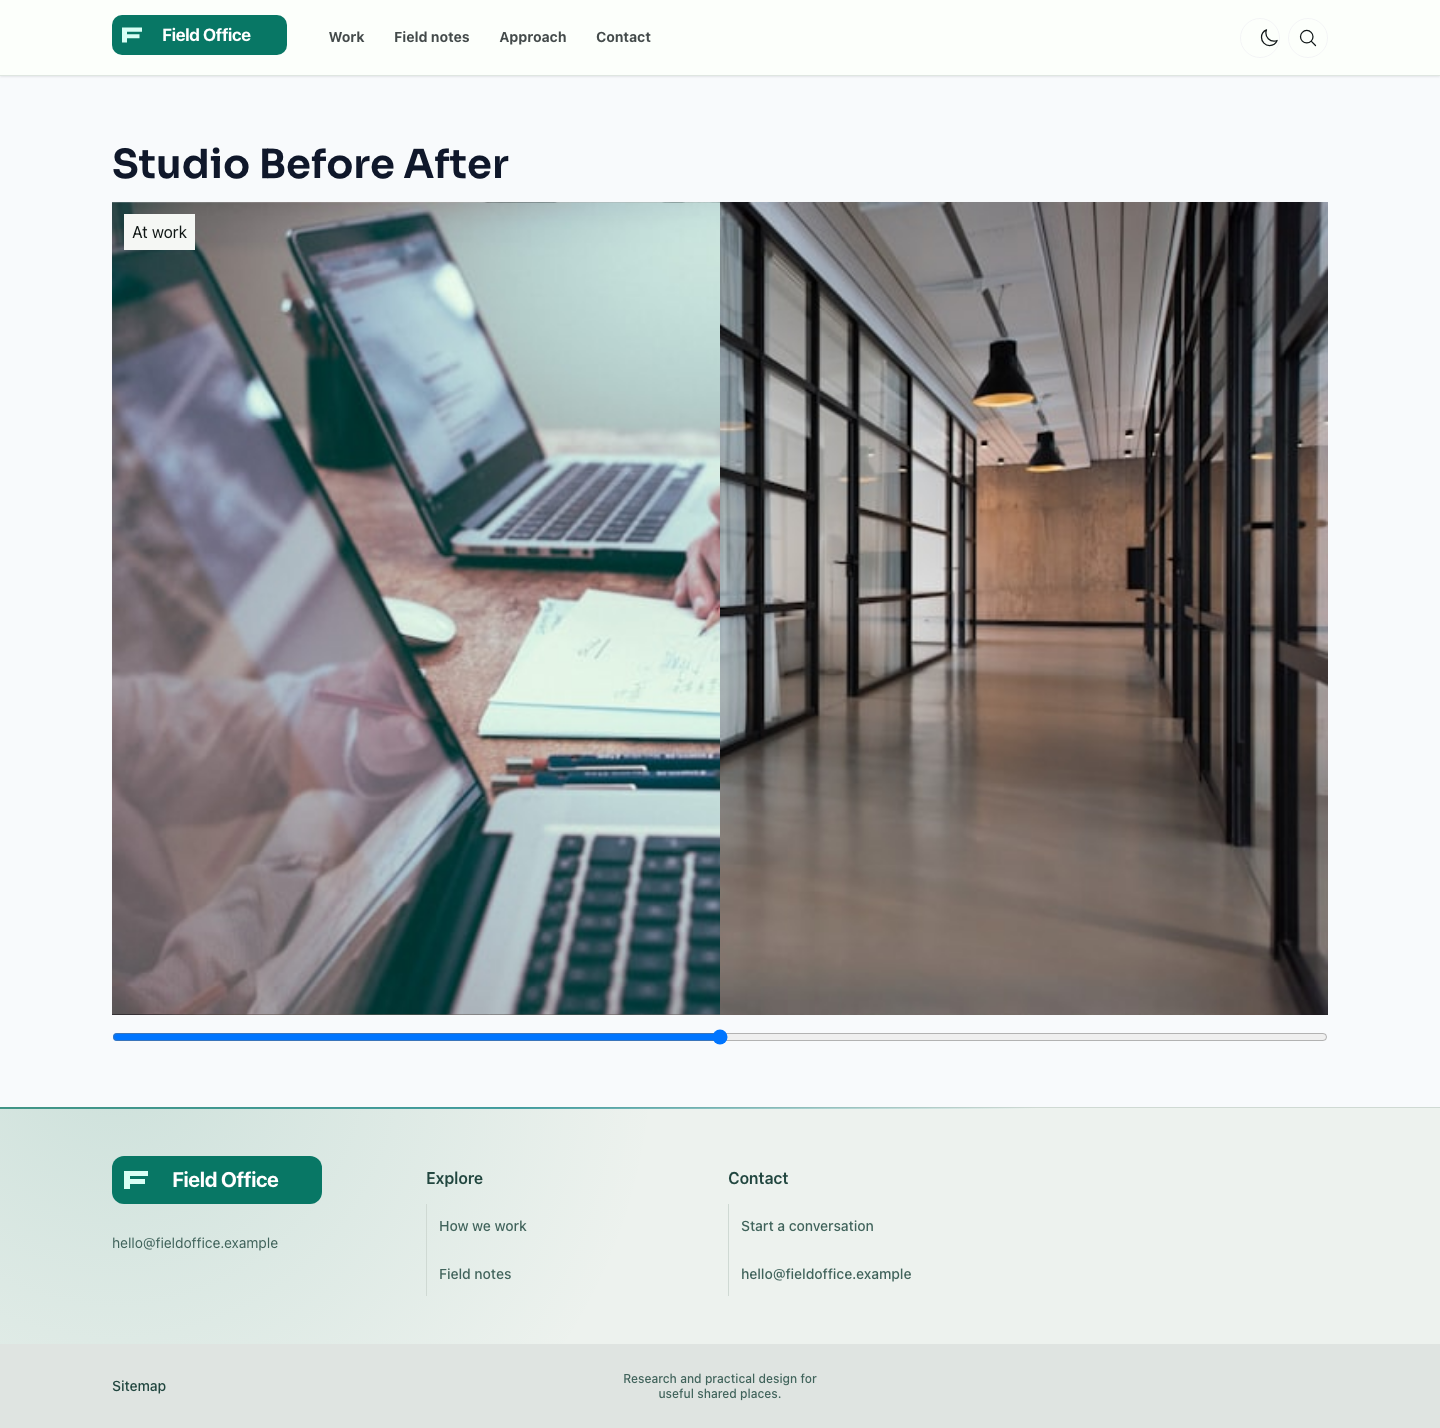 Field Office
Work
Field notes
Approach
Contact
Studio Before After
At work
Field Office
hello@fieldoffice.example
Explore
How we work
Field notes
Contact
Start a conversation
hello@fieldoffice.example
Sitemap
Research and practical design for
useful shared places.